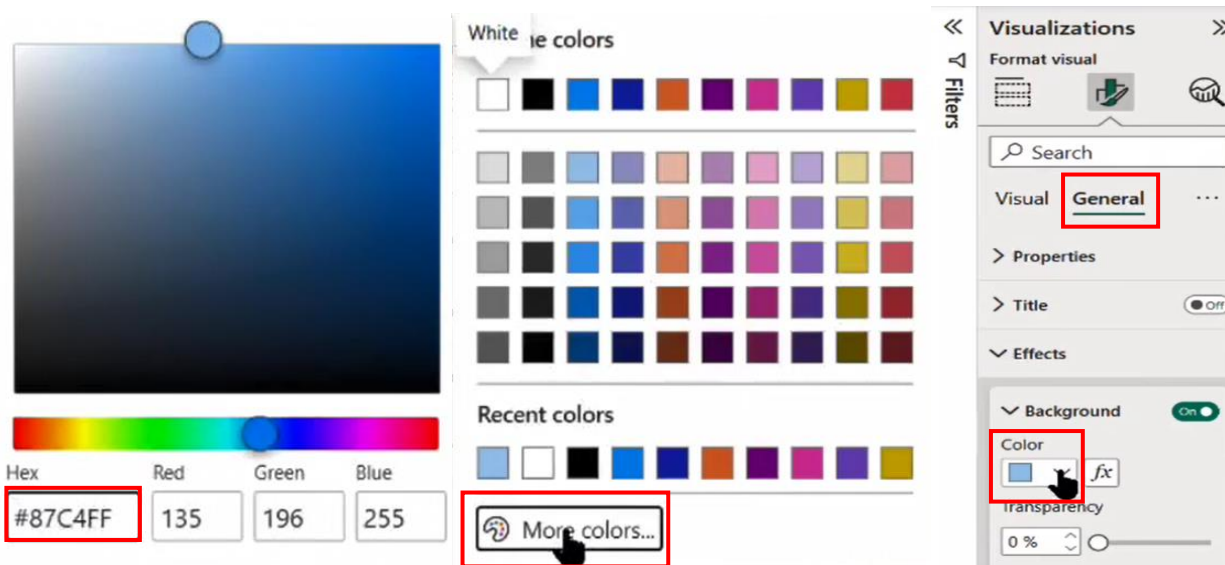 Hex
Red
Green
Blue
#87C4FF
135
196
255
White
e colors
Recent colors
More colors...
Filters
Visualizations
Format visual
Search
Visual
General
...
Properties
Title
Off
Effects
Background
On
Color
fx
Transparency
0 %